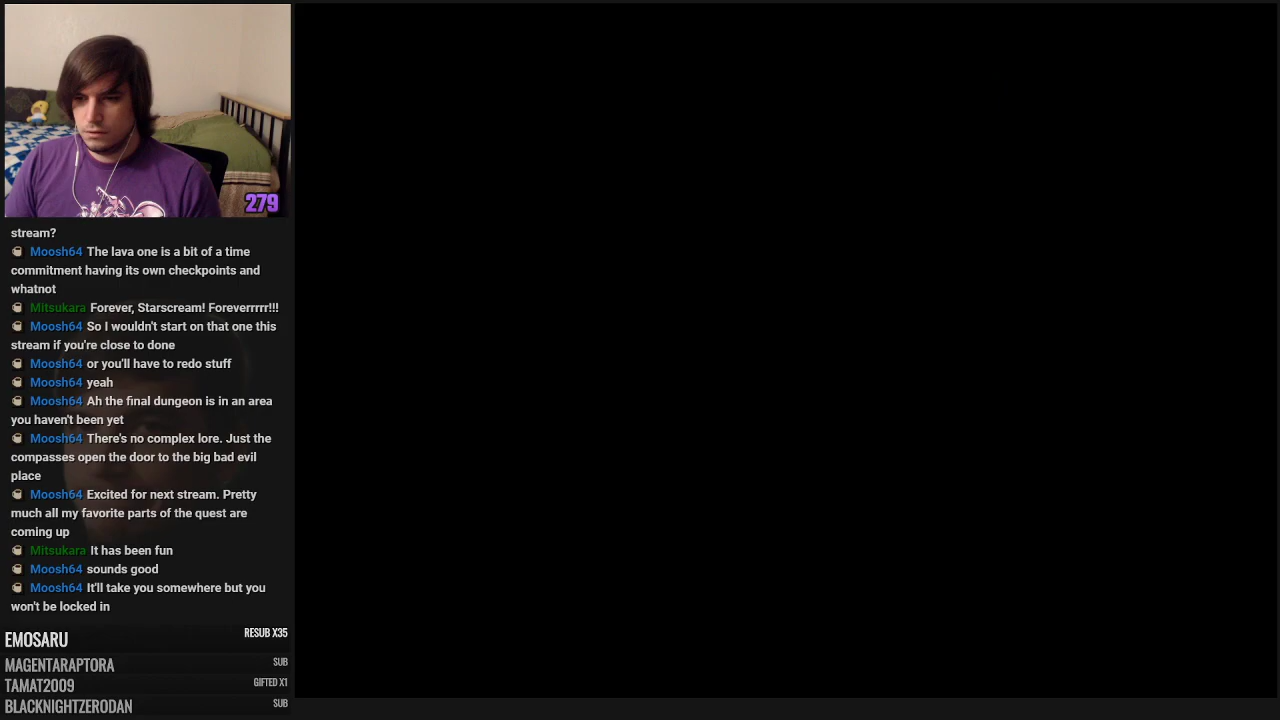 279
stream?
Moosh64 The lava one is a bit of a time
commitment having its own checkpoints and
whatnot
Mitsukara Forever, Starscream! Foreverrrrr!!!
Moosh64 So I wouldn't start on that one this
stream if you're close to done
Moosh64 or you'll have to redo stuff
Moosh64 yeah
Moosh64 Ah the final dungeon is in an area
you haven't been yet
Moosh64 There's no complex lore. Just the
compasses open the door to the big bad evil
place
Moosh64 Excited for next stream. Pretty
much all my favorite parts of the quest are
coming up
Mitsukara It has been fun
Moosh64 sounds good
Moosh64 It'll take you somewhere but you
won't be locked in
EMOSARU RESUB X35
MAGENTARAPTORA SUB
TAMAT2009 GIFTED X1
BLACKNIGHTZERODAN SUB